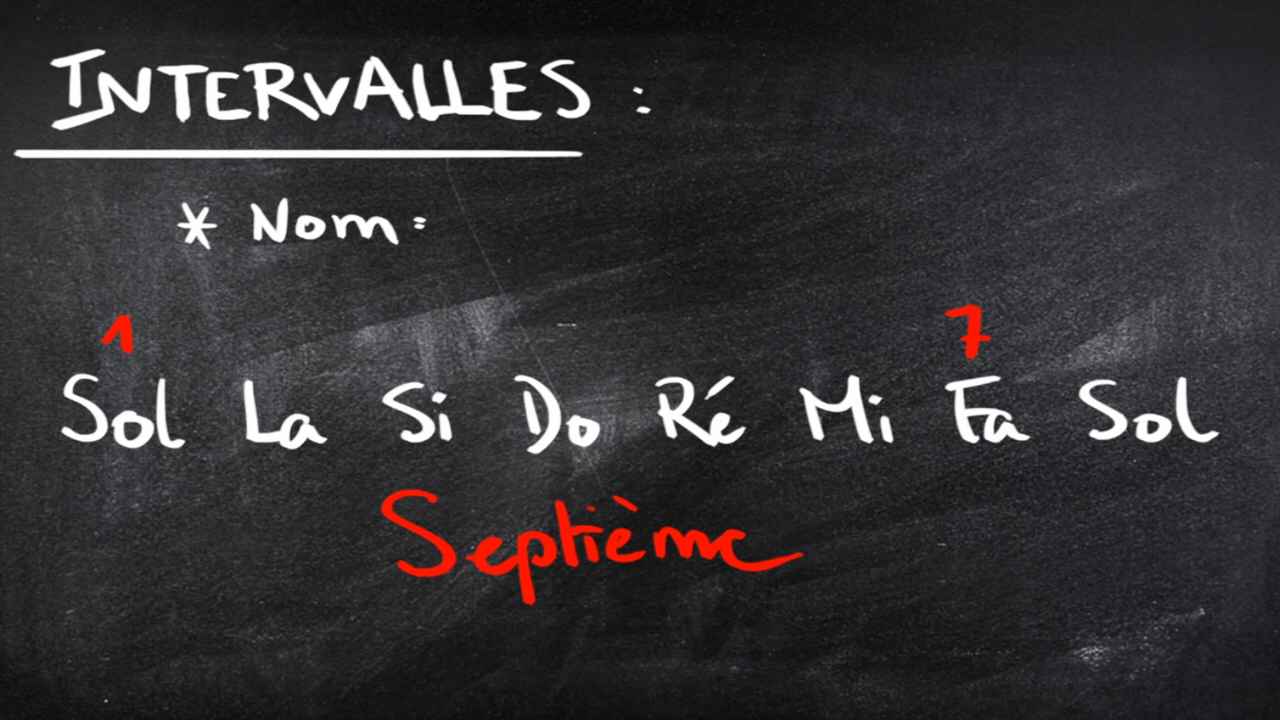 INTERVALLES :
* Nom :
1 7
Sol La Si Do Ré Mi Fa Sol
Septième